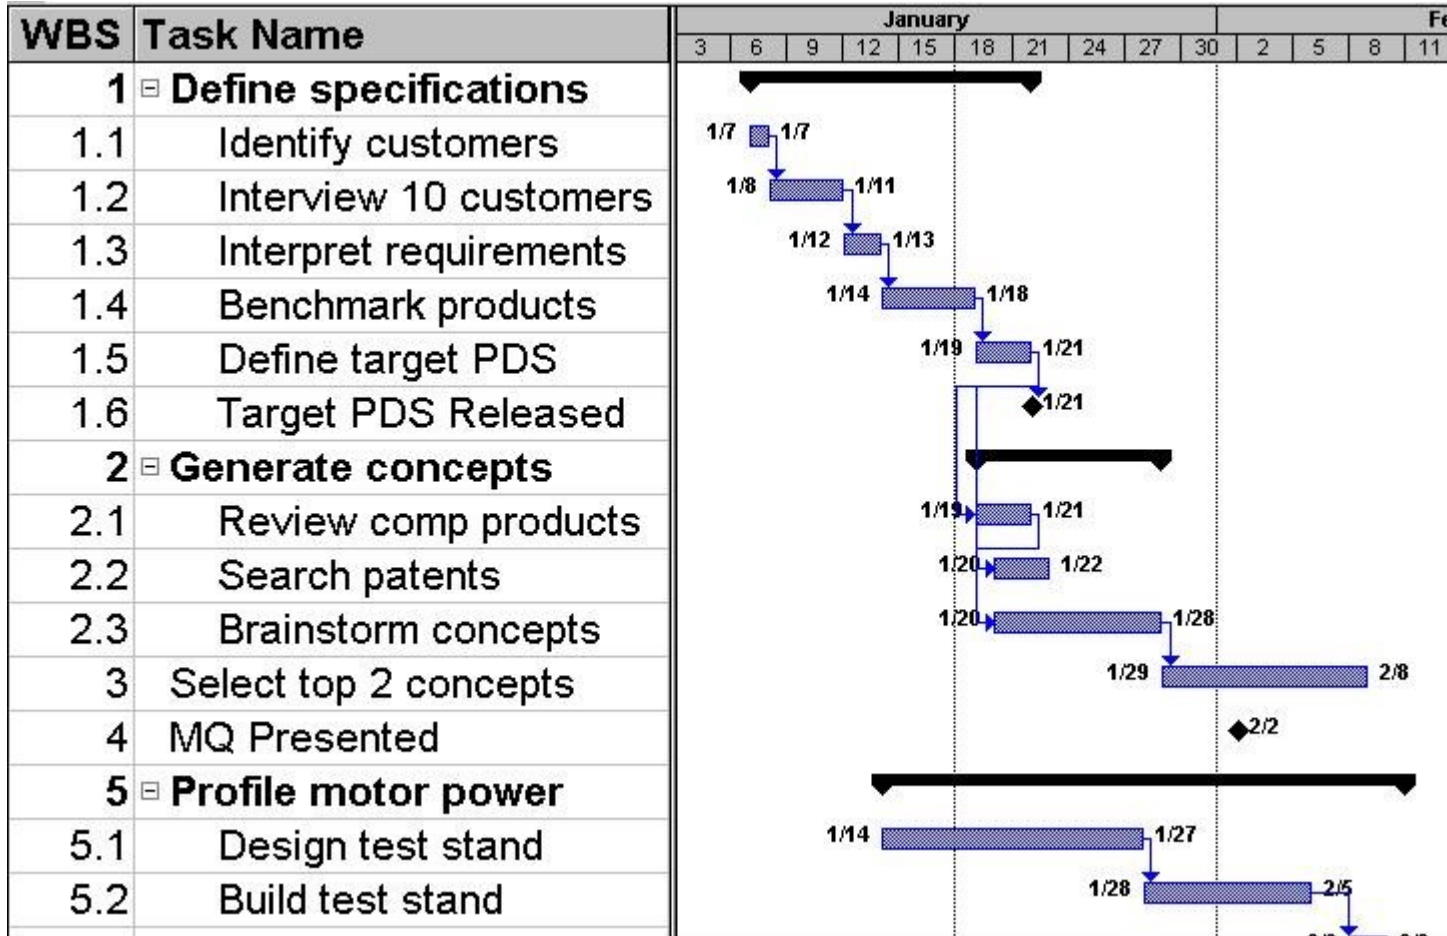 WBS Task Name January Fe
3 6 9 12 15 18 21 24 27 30 2 5 8 11
1 Define specifications
1.1 Identify customers 1/7 1/7
1.2 Interview 10 customers 1/8 1/11
1.3 Interpret requirements 1/12 1/13
1.4 Benchmark products 1/14 1/18
1.5 Define target PDS 1/19 1/21
1.6 Target PDS Released 1/21
2 Generate concepts
2.1 Review comp products 1/19 1/21
2.2 Search patents 1/20 1/22
2.3 Brainstorm concepts 1/20 1/28
3 Select top 2 concepts 1/29 2/8
4 MQ Presented 2/2
5 Profile motor power
5.1 Design test stand 1/14 1/27
5.2 Build test stand 1/28 2/5